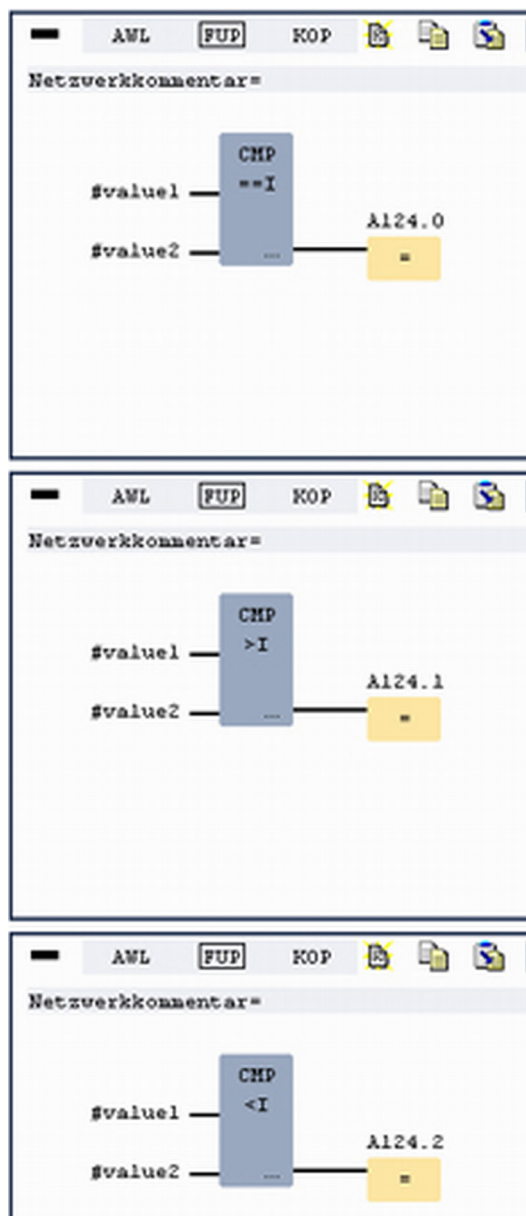 AWL FUP KOP
Netzwerkkommentar=
CMP
#value1 ==I
A124.0
#value2 ... =
AWL FUP KOP
Netzwerkkommentar=
CMP
#value1 >I
A124.1
#value2 ... =
AWL FUP KOP
Netzwerkkommentar=
CMP
#value1 <I
A124.2
#value2 ... =